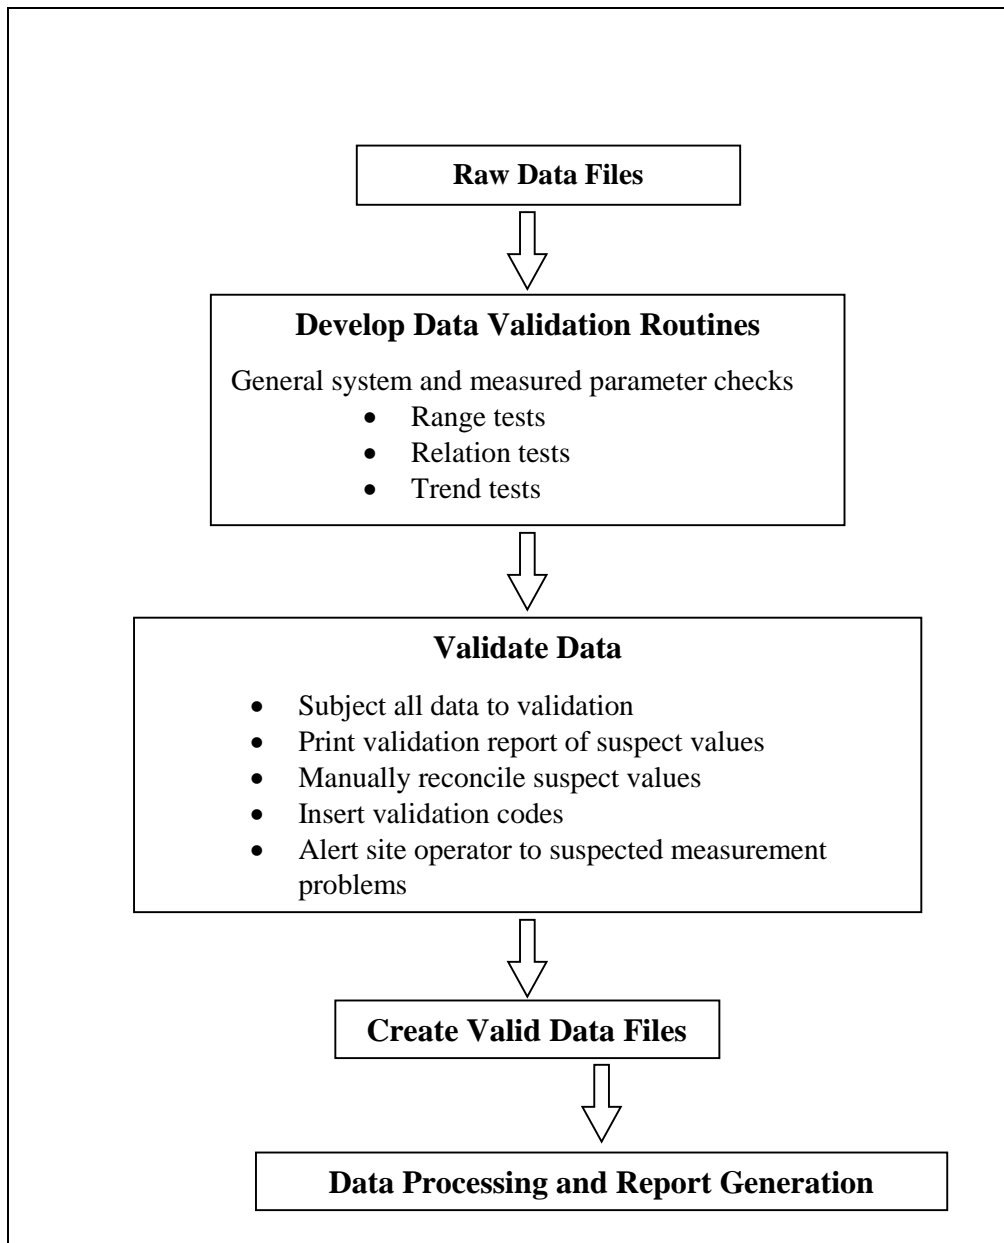 Raw Data Files
Develop Data Validation Routines
General system and measured parameter checks
• Range tests
• Relation tests
• Trend tests
Validate Data
• Subject all data to validation
• Print validation report of suspect values
• Manually reconcile suspect values
• Insert validation codes
• Alert site operator to suspected measurement
problems
Create Valid Data Files
Data Processing and Report Generation